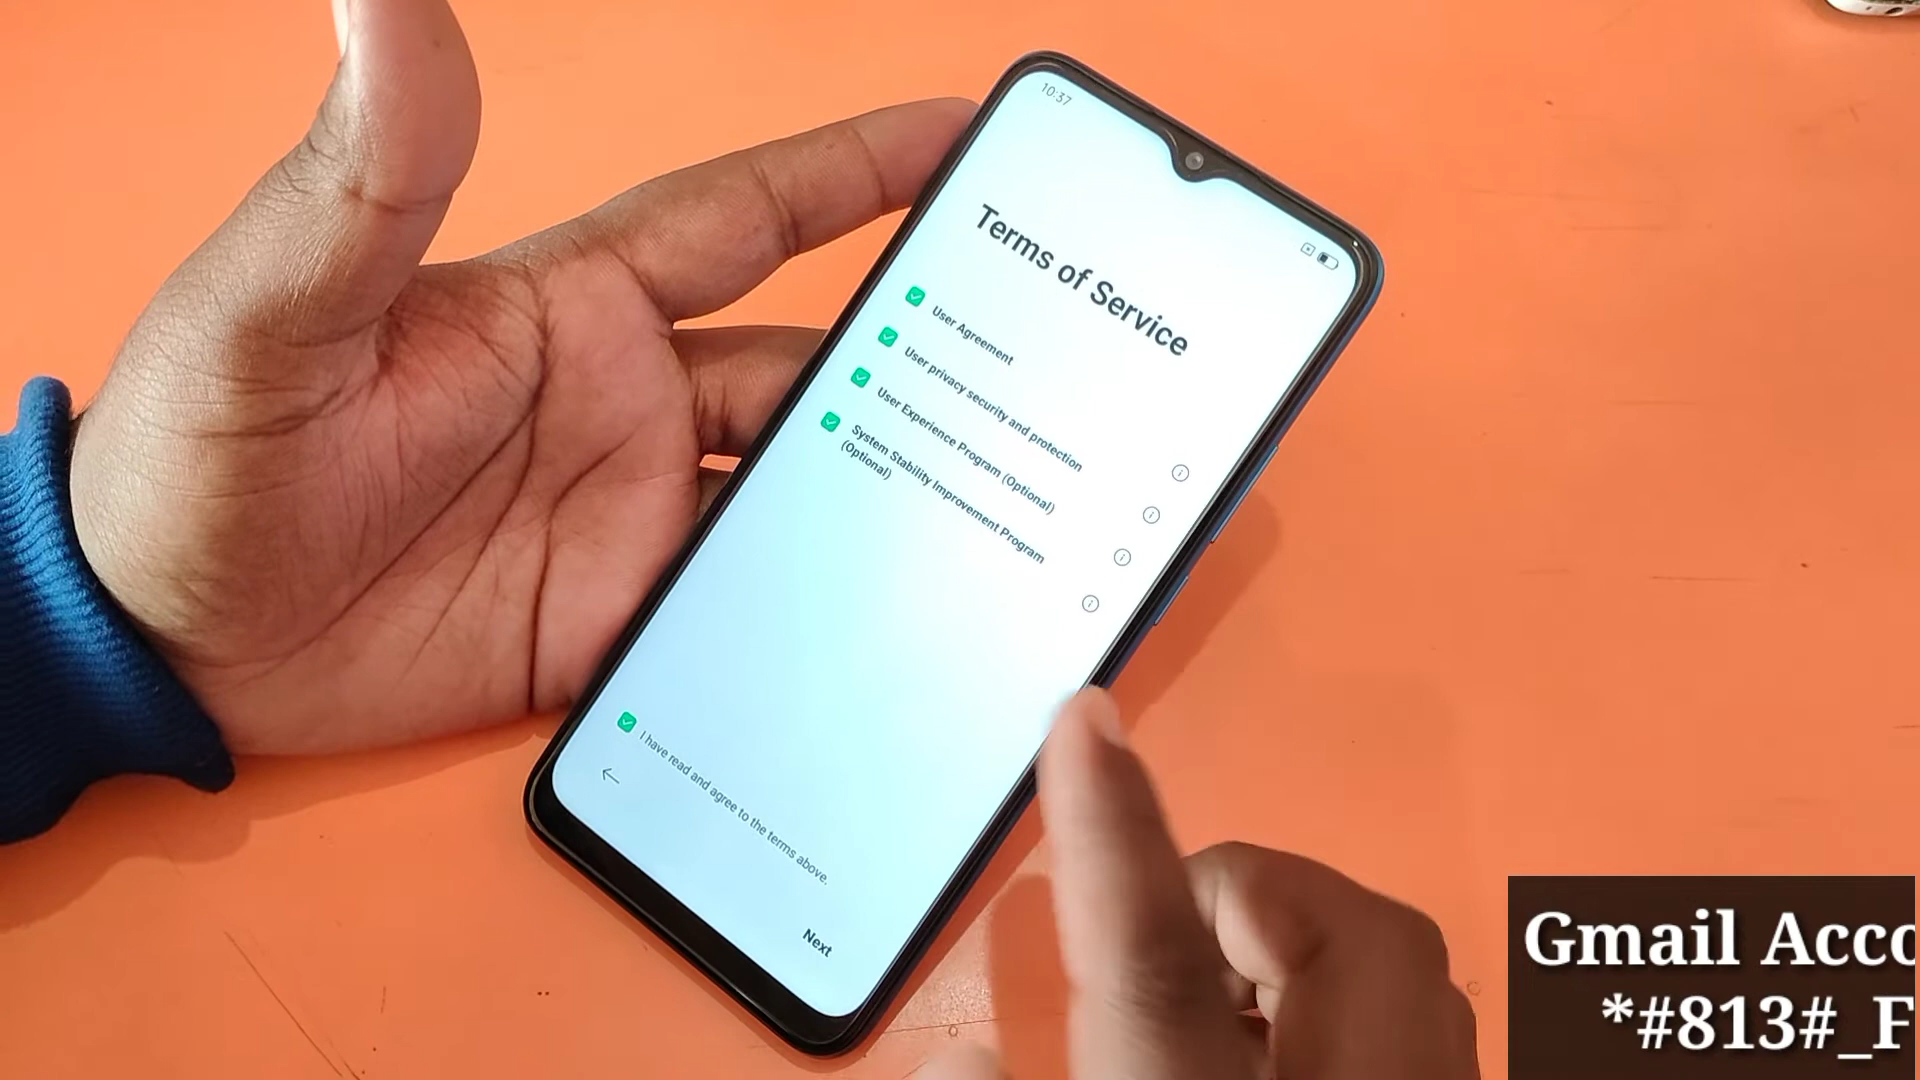 10:37
Terms of Service
User Agreement
User privacy security and protection
User Experience Program (Optional)
System Stability Improvement Program
(Optional)
I have read and agree to the terms above.
Next
Gmail Acco
*#813#_F